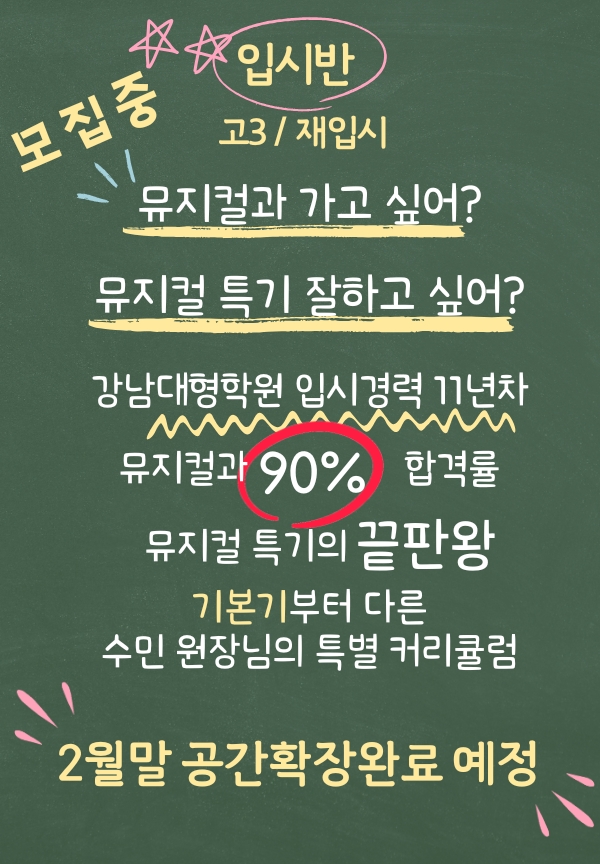 입시반
모집중
고3 / 재입시
뮤지컬과 가고 싶어?
뮤지컬 특기 잘하고 싶어?
강남대형학원 입시경력 11년차
뮤지컬과 90% 합격률
뮤지컬 특기의 끝판왕
기본기부터 다른
수민 원장님의 특별 커리큘럼
2월말 공간확장완료 예정